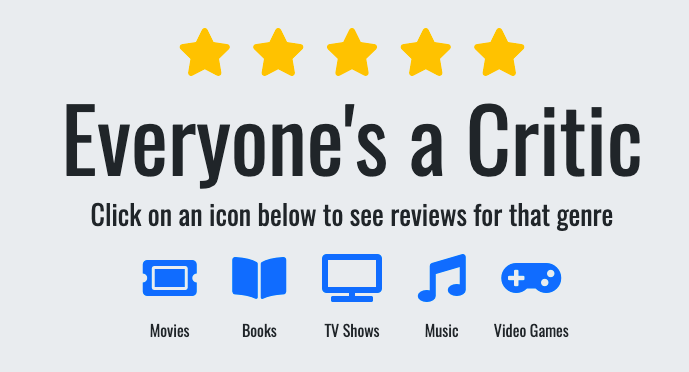 Everyone's a Critic
Click on an icon below to see reviews for that genre
Movies Books TV Shows Music Video Games